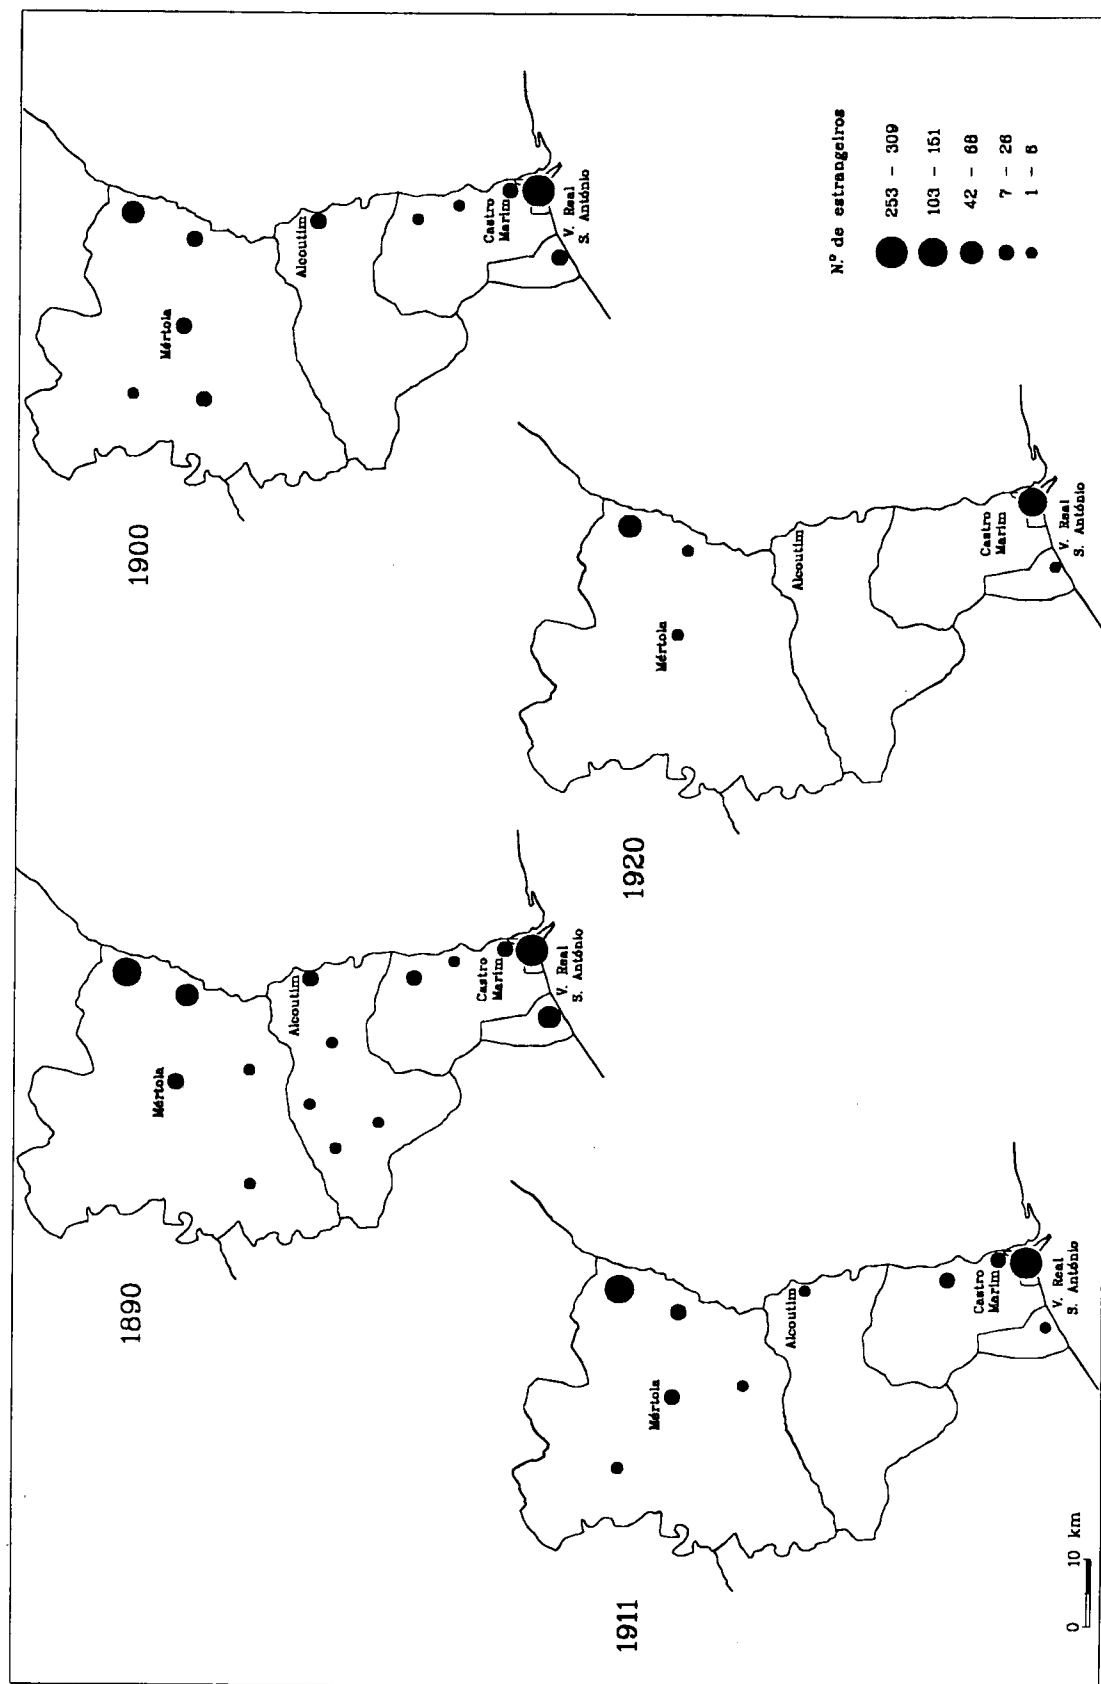 1890
Mértola
Alcoutim
Castro
Marim
V. Real
S. António
1900
Mértola
Alcoutim
Castro
Marim
V. Real
S. António
1911
Mértola
Alcoutim
Castro
Marim
V. Real
S. António
1920
Mértola
Alcoutim
Castro
Marim
V. Real
S. António
N.º de estrangeiros
253 - 309
103 - 151
42 - 68
7 - 26
1 - 6
0 10 km